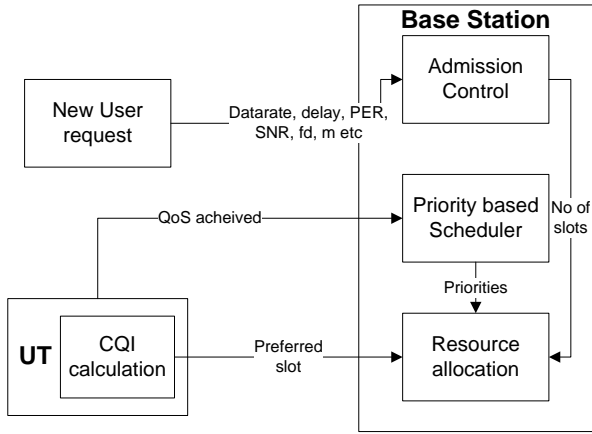 Base Station
Admission
Control
New User
request
Datarate, delay, PER,
SNR, fd, m etc
Priority based
Scheduler
No of
slots
QoS acheived
Priorities
UT
CQI
calculation
Preferred
slot
Resource
allocation